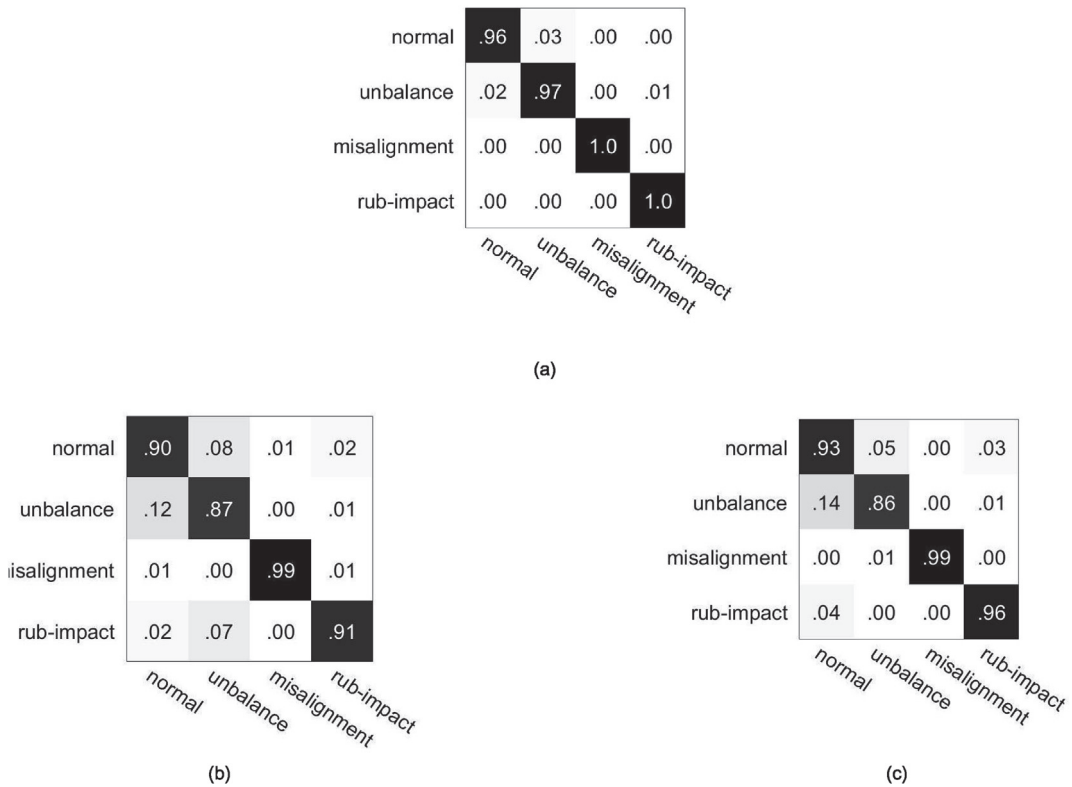 normal .96 .03 .00 .00
unbalance .02 .97 .00 .01
misalignment .00 .00 1.0 .00
rub-impact .00 .00 .00 1.0
normal unbalance misalignment rub-impact
(a)
normal .90 .08 .01 .02
unbalance .12 .87 .00 .01
isalignment .01 .00 .99 .01
rub-impact .02 .07 .00 .91
normal unbalance misalignment rub-impact
(b)
normal .93 .05 .00 .03
unbalance .14 .86 .00 .01
misalignment .00 .01 .99 .00
rub-impact .04 .00 .00 .96
normal unbalance misalignment rub-impact
(c)